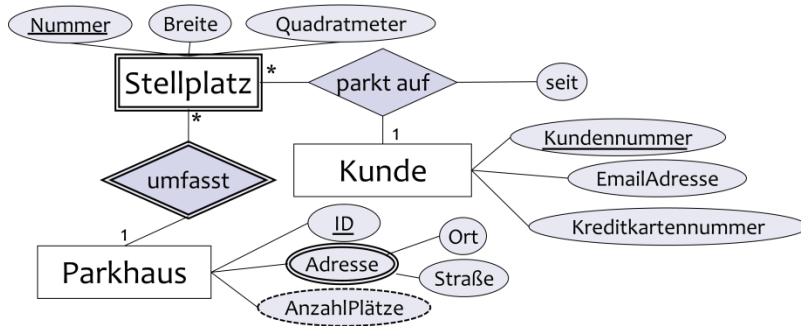 Nummer
Breite
Quadratmeter
Stellplatz
*
parkt auf
seit
*
1
Kundennummer
umfasst
Kunde
EmailAdresse
1
ID
Ort
Kreditkartennummer
Parkhaus
Adresse
Straße
AnzahlPlätze